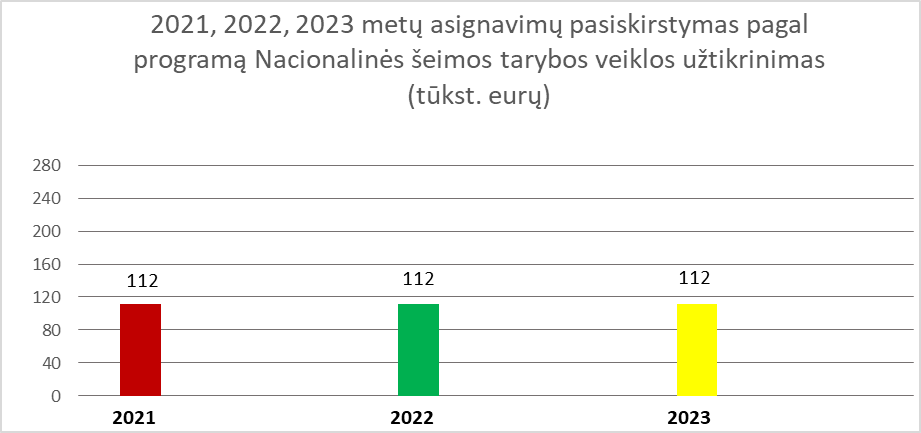 2021, 2022, 2023 metų asignavimų pasiskirstymas pagal
programą Nacionalinės šeimos tarybos veiklos užtikrinimas
(tūkst. eurų)
280
240
200
160
120
80
40
0
112 112 112
2021 2022 2023